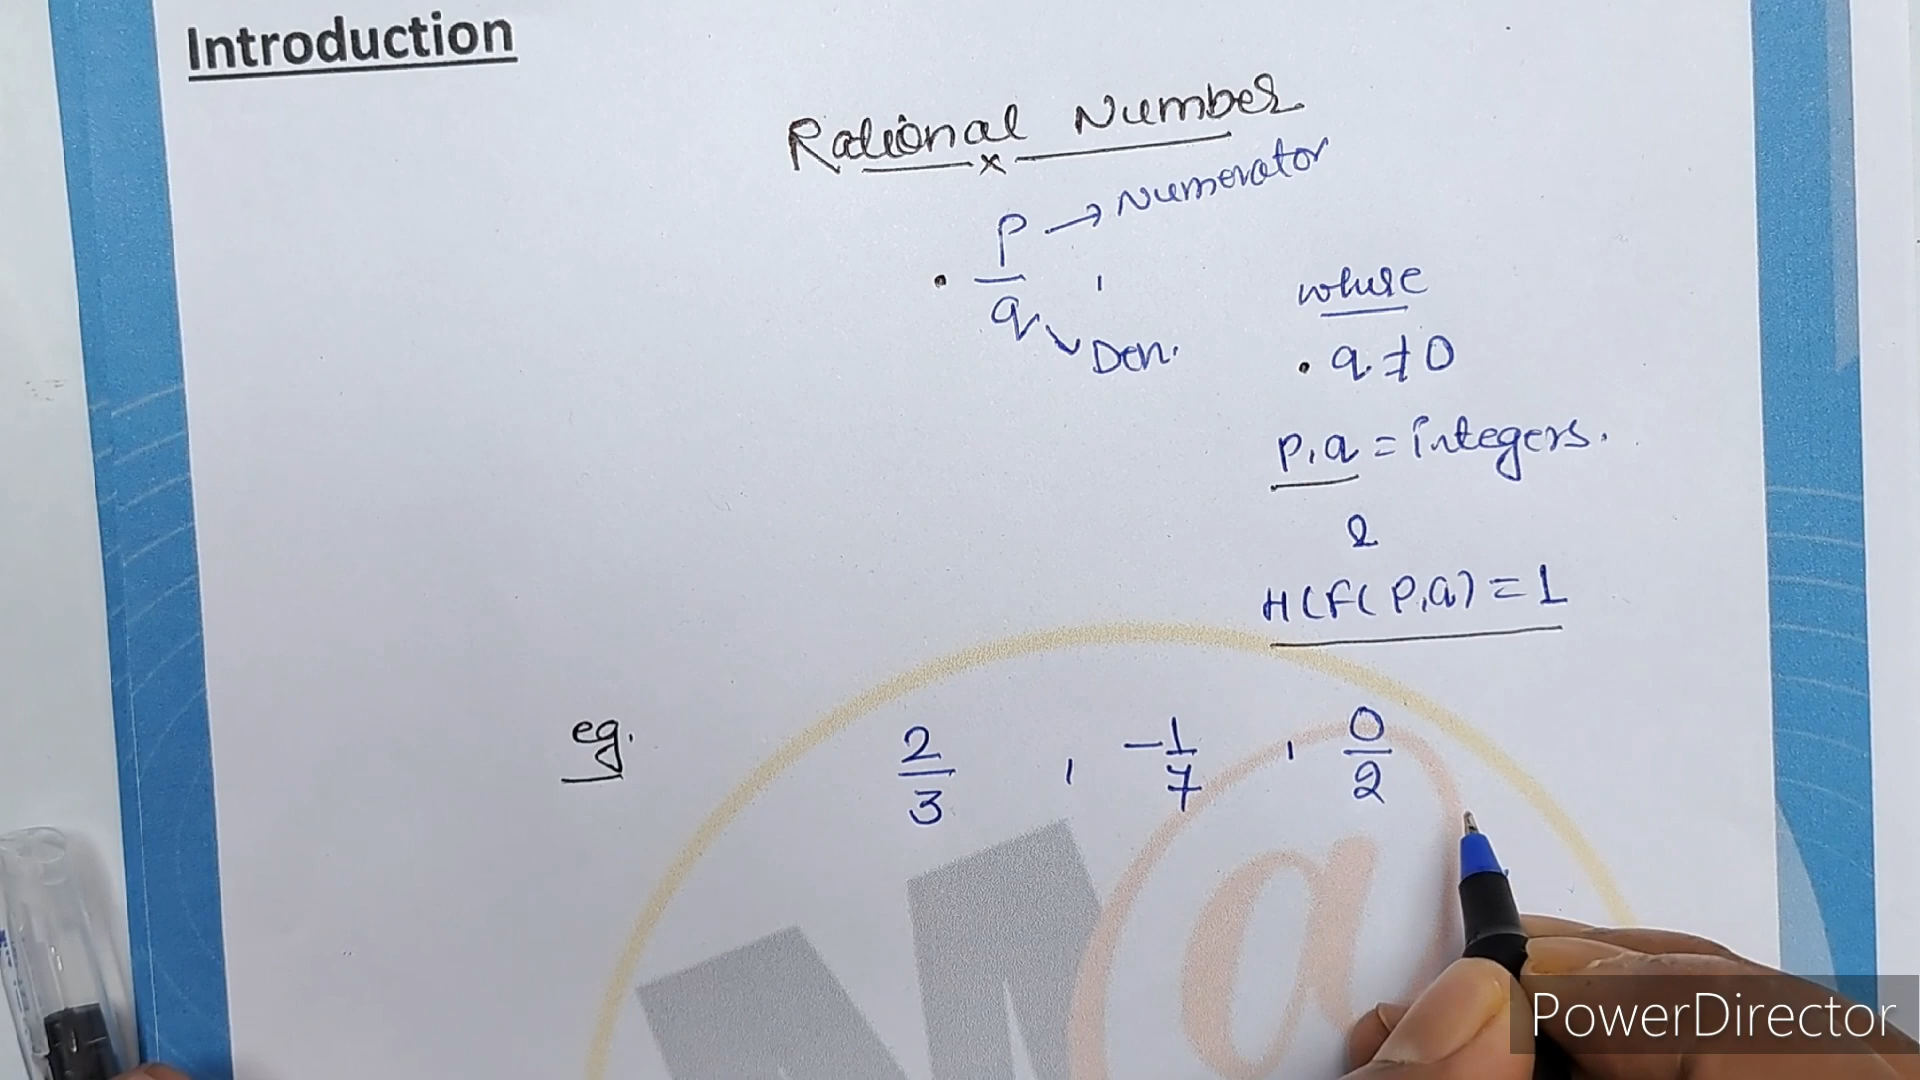 Introduction
Rational Number
x
P → Numerator
q ↘ Den.
where
• q ≠ 0
P, q = integers.
&
HCF(P,q) = 1
eg. 2/3 , -1/7 , 0/2
PowerDirector